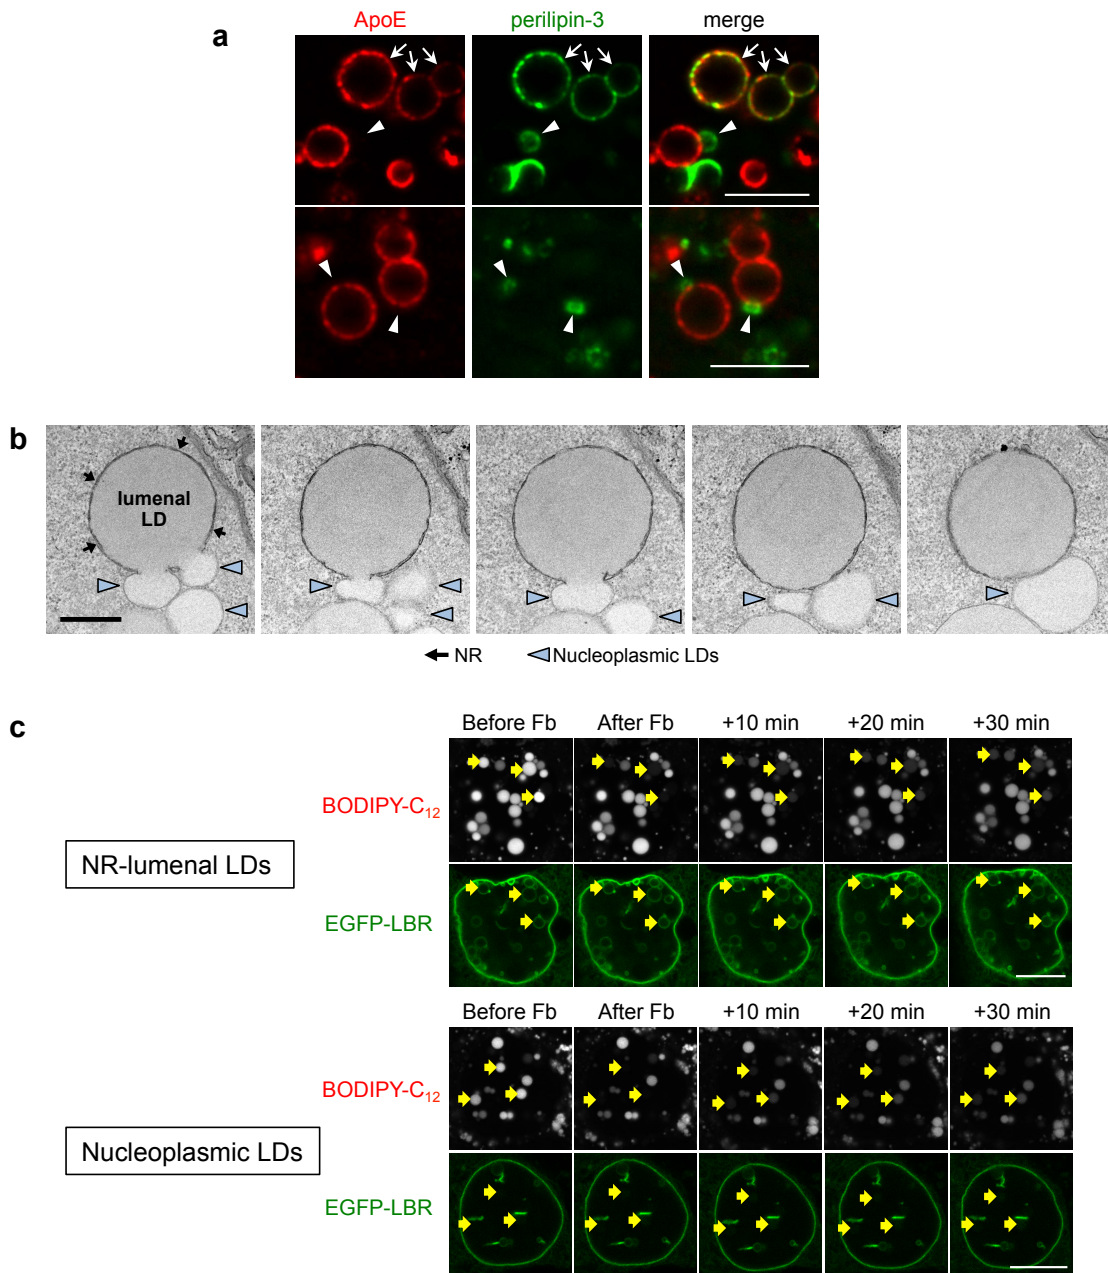 a
ApoE perilipin-3 merge
b
lumenal
LD
NR Nucleoplasmic LDs
c
Before Fb After Fb +10 min +20 min +30 min
BODIPY-C₁₂
NR-lumenal LDs
EGFP-LBR
Before Fb After Fb +10 min +20 min +30 min
BODIPY-C₁₂
Nucleoplasmic LDs
EGFP-LBR